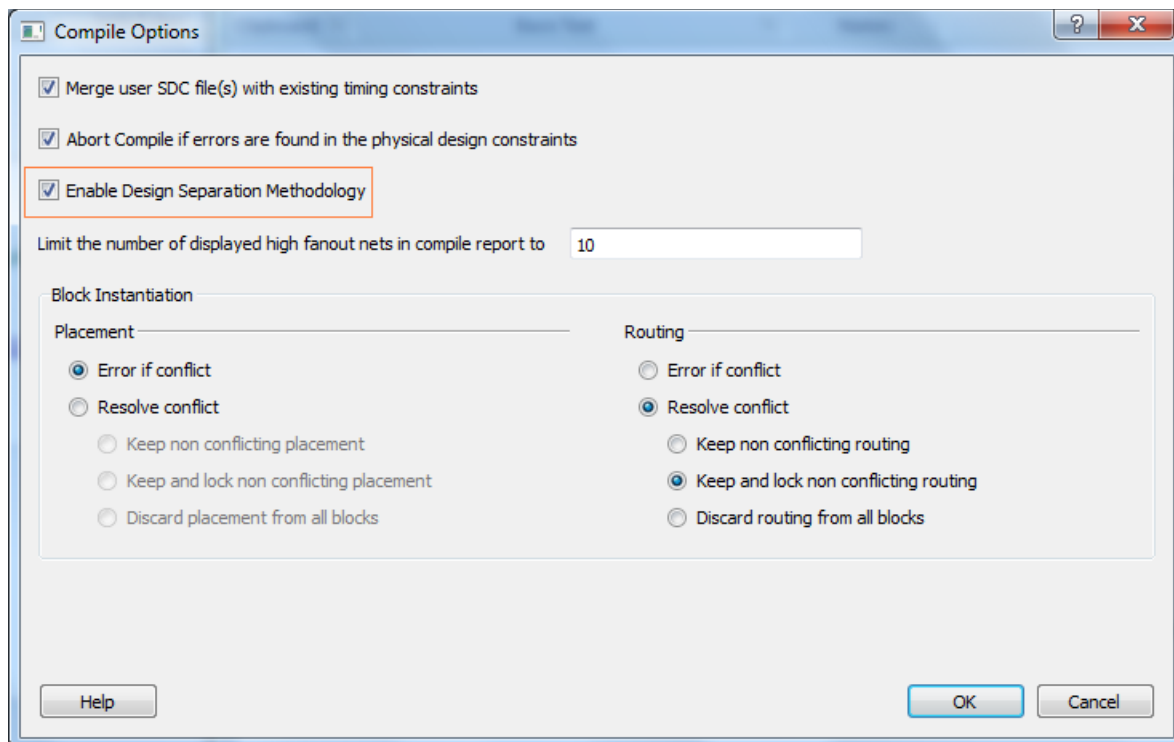 Compile Options
?
X
Merge user SDC file(s) with existing timing constraints
Abort Compile if errors are found in the physical design constraints
Enable Design Separation Methodology
Limit the number of displayed high fanout nets in compile report to 10
Block Instantiation
Placement
Error if conflict
Resolve conflict
Keep non conflicting placement
Keep and lock non conflicting placement
Discard placement from all blocks
Routing
Error if conflict
Resolve conflict
Keep non conflicting routing
Keep and lock non conflicting routing
Discard routing from all blocks
Help
OK
Cancel